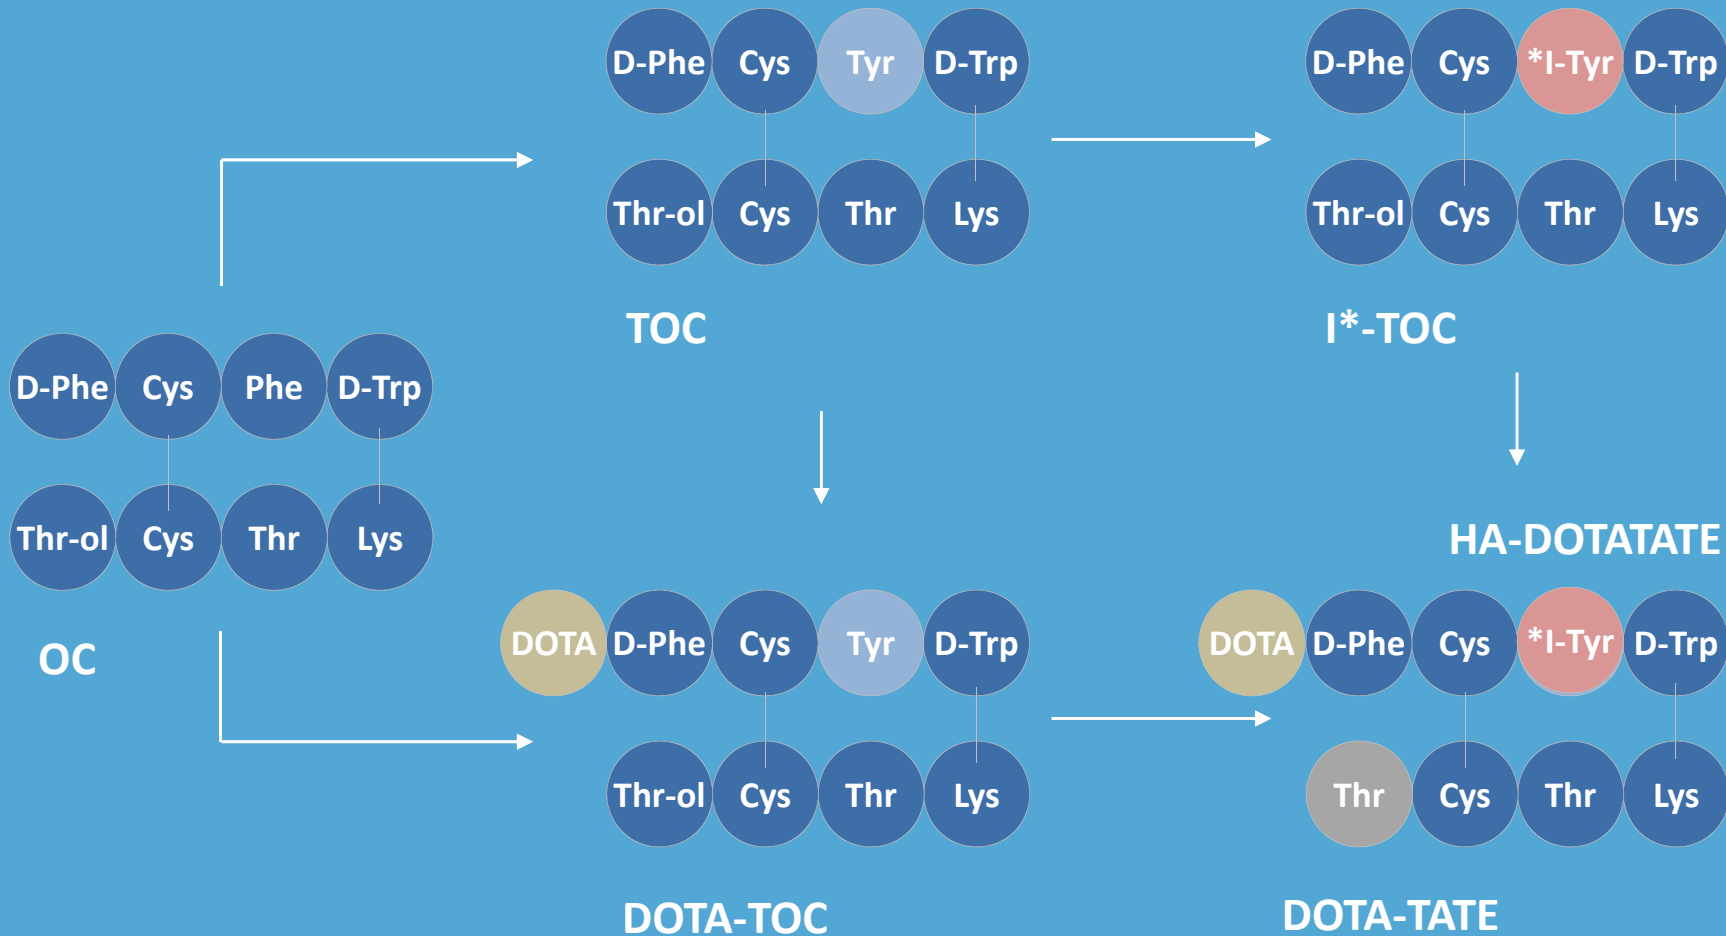 D-Phe Cys Tyr D-Trp
Thr-ol Cys Thr Lys
TOC
D-Phe Cys *I-Tyr D-Trp
Thr-ol Cys Thr Lys
I*-TOC
D-Phe Cys Phe D-Trp
Thr-ol Cys Thr Lys
OC
DOTA D-Phe Cys Tyr D-Trp
Thr-ol Cys Thr Lys
DOTA-TOC
HA-DOTATATE
DOTA D-Phe Cys *I-Tyr D-Trp
Thr Cys Thr Lys
DOTA-TATE